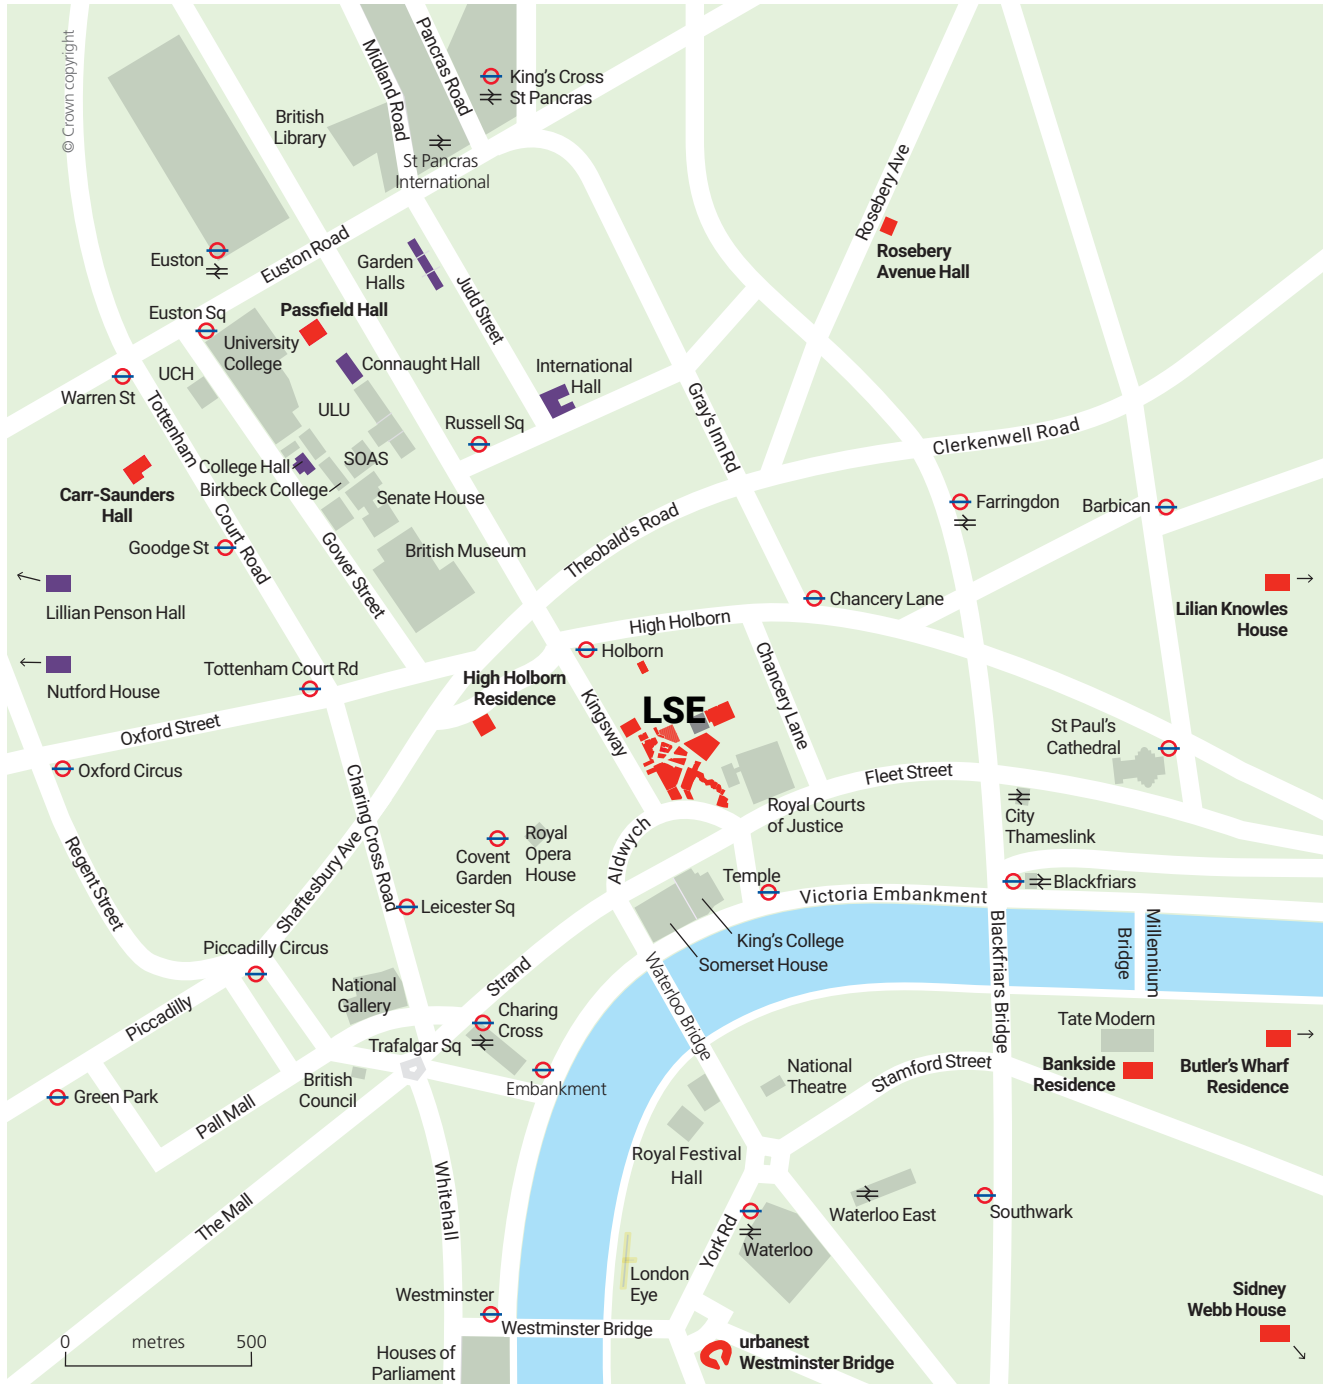 © Crown copyright
Midland Road
Pancras Road
King's Cross
St Pancras
British
Library
St Pancras
International
Rosebery Ave
Rosebery
Avenue Hall
Euston
Euston Road
Garden
Halls
Judd Street
Euston Sq
Passfield Hall
University
College
Connaught Hall
International
Hall
UCH
Warren St
Tottenham
Court Road
ULU
Russell Sq
Gray's Inn Rd
Clerkenwell Road
College Hall
SOAS
Birkbeck College
Senate House
Carr-Saunders
Hall
Farringdon
Barbican
Goodge St
Gower Street
British Museum
Theobald's Road
Lillian Penson Hall
Chancery Lane
Lilian Knowles
House
High Holborn
Holborn
Nutford House
Tottenham Court Rd
High Holborn
Residence
Kingsway
LSE
Chancery Lane
Oxford Street
Oxford Circus
St Paul's
Cathedral
Fleet Street
Charing Cross Road
Royal Courts
of Justice
City
Thameslink
Regent Street
Shaftesbury Ave
Covent
Garden
Royal
Opera
House
Aldwych
Temple
Victoria Embankment
Blackfriars
Leicester Sq
Piccadilly Circus
King's College
Somerset House
Blackfriars Bridge
Millennium
Bridge
National
Gallery
Strand
Waterloo Bridge
Piccadilly
Charing
Cross
Trafalgar Sq
Tate Modern
Bankside
Residence
Butler's Wharf
Residence
National
Theatre
Stamford Street
British
Council
Embankment
Green Park
Pall Mall
Royal Festival
Hall
Whitehall
The Mall
Waterloo East
Southwark
York Rd
Waterloo
London
Eye
Westminster
Westminster Bridge
Sidney
Webb House
0 metres 500
Houses of
Parliament
urbanest
Westminster Bridge